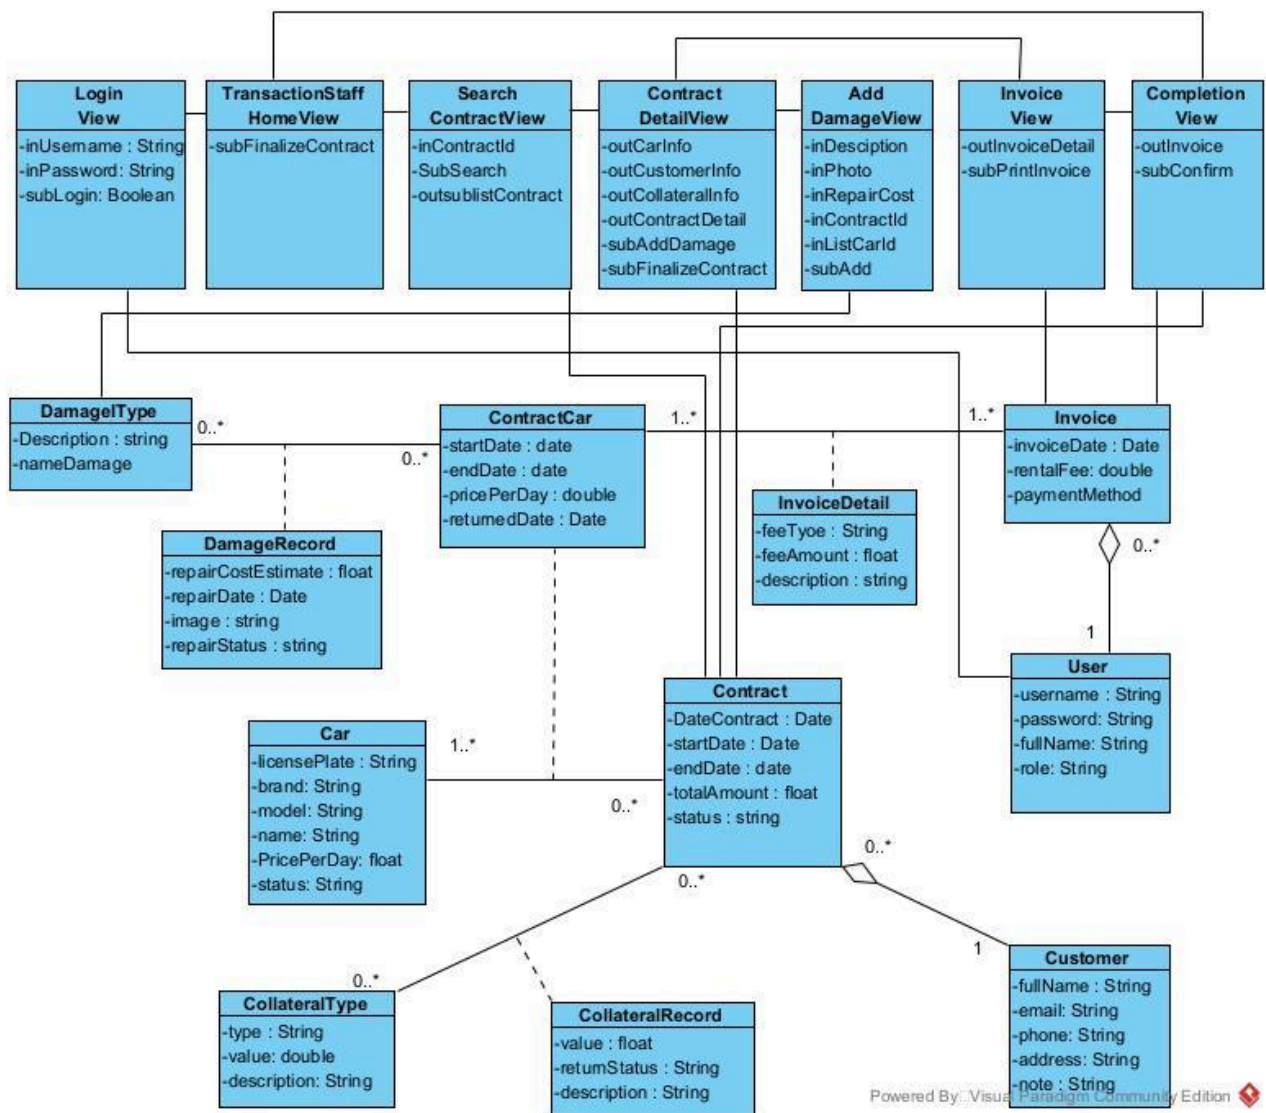 Login
View
-inUsername : String
-inPassword: String
-subLogin: Boolean
TransactionStaff
HomeView
-subFinalizeContract
Search
ContractView
-inContractId
-SubSearch
-outsublistContract
Contract
DetailView
-outCarInfo
-outCustomerInfo
-outCollateralInfo
-outContractDetail
-subAddDamage
-subFinalizeContract
Add
DamageView
-inDesciption
-inPhoto
-inRepairCost
-inContractId
-inListCarId
-subAdd
Invoice
View
-outInvoiceDetail
-subPrintInvoice
Completion
View
-outInvoice
-subConfirm
DamagelType
-Description : string
-nameDamage
0..*
0..*
ContractCar
-startDate : date
-endDate : date
-pricePerDay : double
-returnedDate : Date
1..*
1..*
Invoice
-invoiceDate : Date
-rentalFee: double
-paymentMethod
InvoiceDetail
-feeTyoe : String
-feeAmount : float
-description : string
DamageRecord
-repairCostEstimate : float
-repairDate : Date
-image : string
-repairStatus : string
0..*
1
User
-username : String
-password: String
-fullName: String
-role: String
Contract
-DateContract : Date
-startDate : Date
-endDate : date
-totalAmount : float
-status : string
Car
-licensePlate : String
-brand: String
-model: String
-name: String
-PricePerDay: float
-status: String
1..*
0..*
0..*
0..*
1
0..*
CollateralType
-type : String
-value: double
-description: String
CollateralRecord
-value : float
-returnStatus : String
-description : String
Customer
-fullName : String
-email: String
-phone: String
-address: String
-note : String
Powered By Visual Paradigm Community Edition